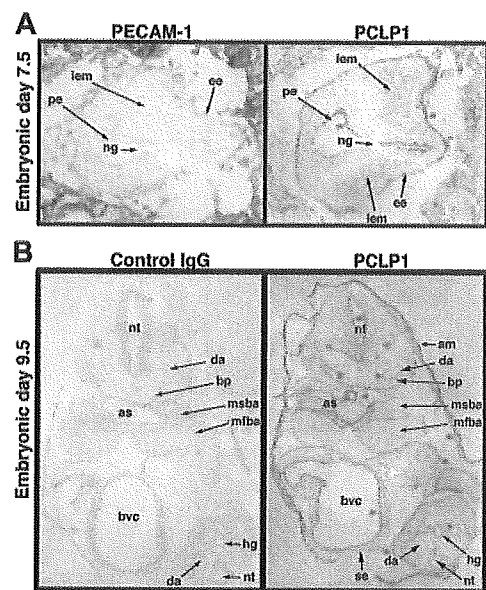 A
PECAM-1 PCLP1
Embryonic day 7.5
lem ee
pe
ng
lem
pe
ng
ee
lem
B
Control IgG PCLP1
Embryonic day 9.5
nt
da
bp
as
msba
mfba
bvc
hg
da
nt
nt
am
da
bp
as
msba
mfba
bvc
hg
da
se
nt